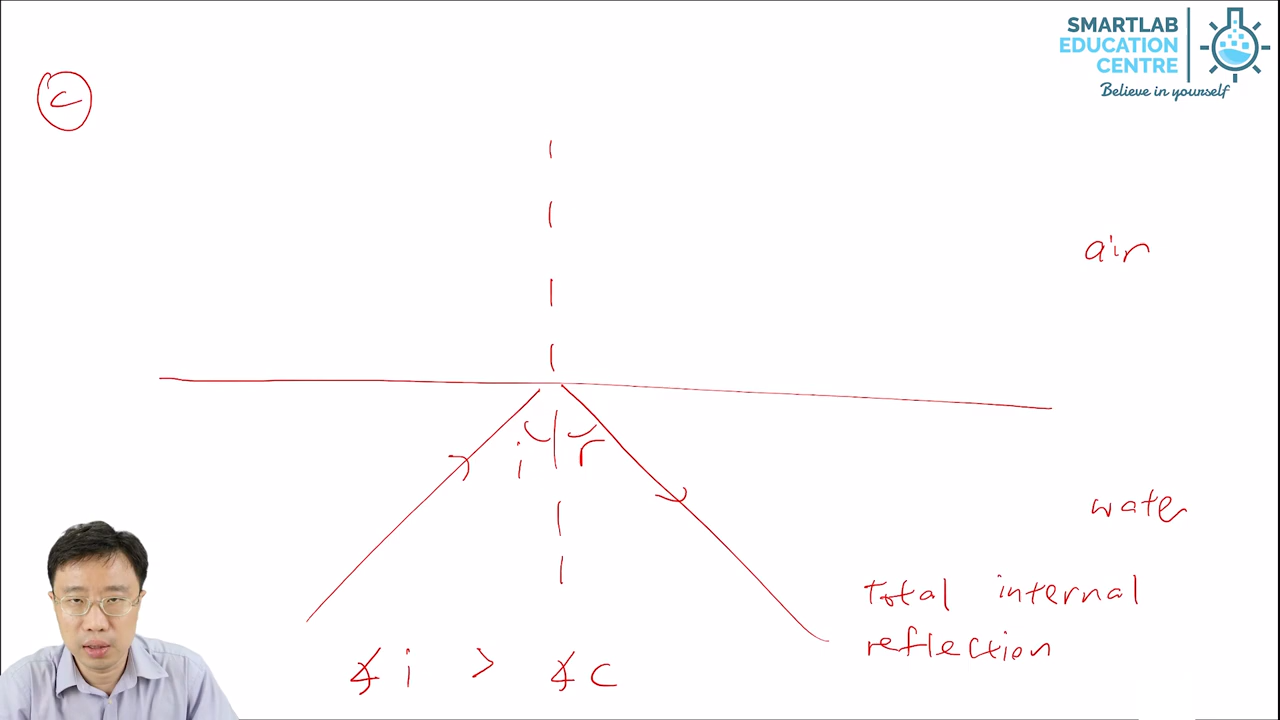 SMARTLAB
EDUCATION
CENTRE
Believe in yourself
c
air
i
r
water
total internal
reflection
∡ i > ∡ c